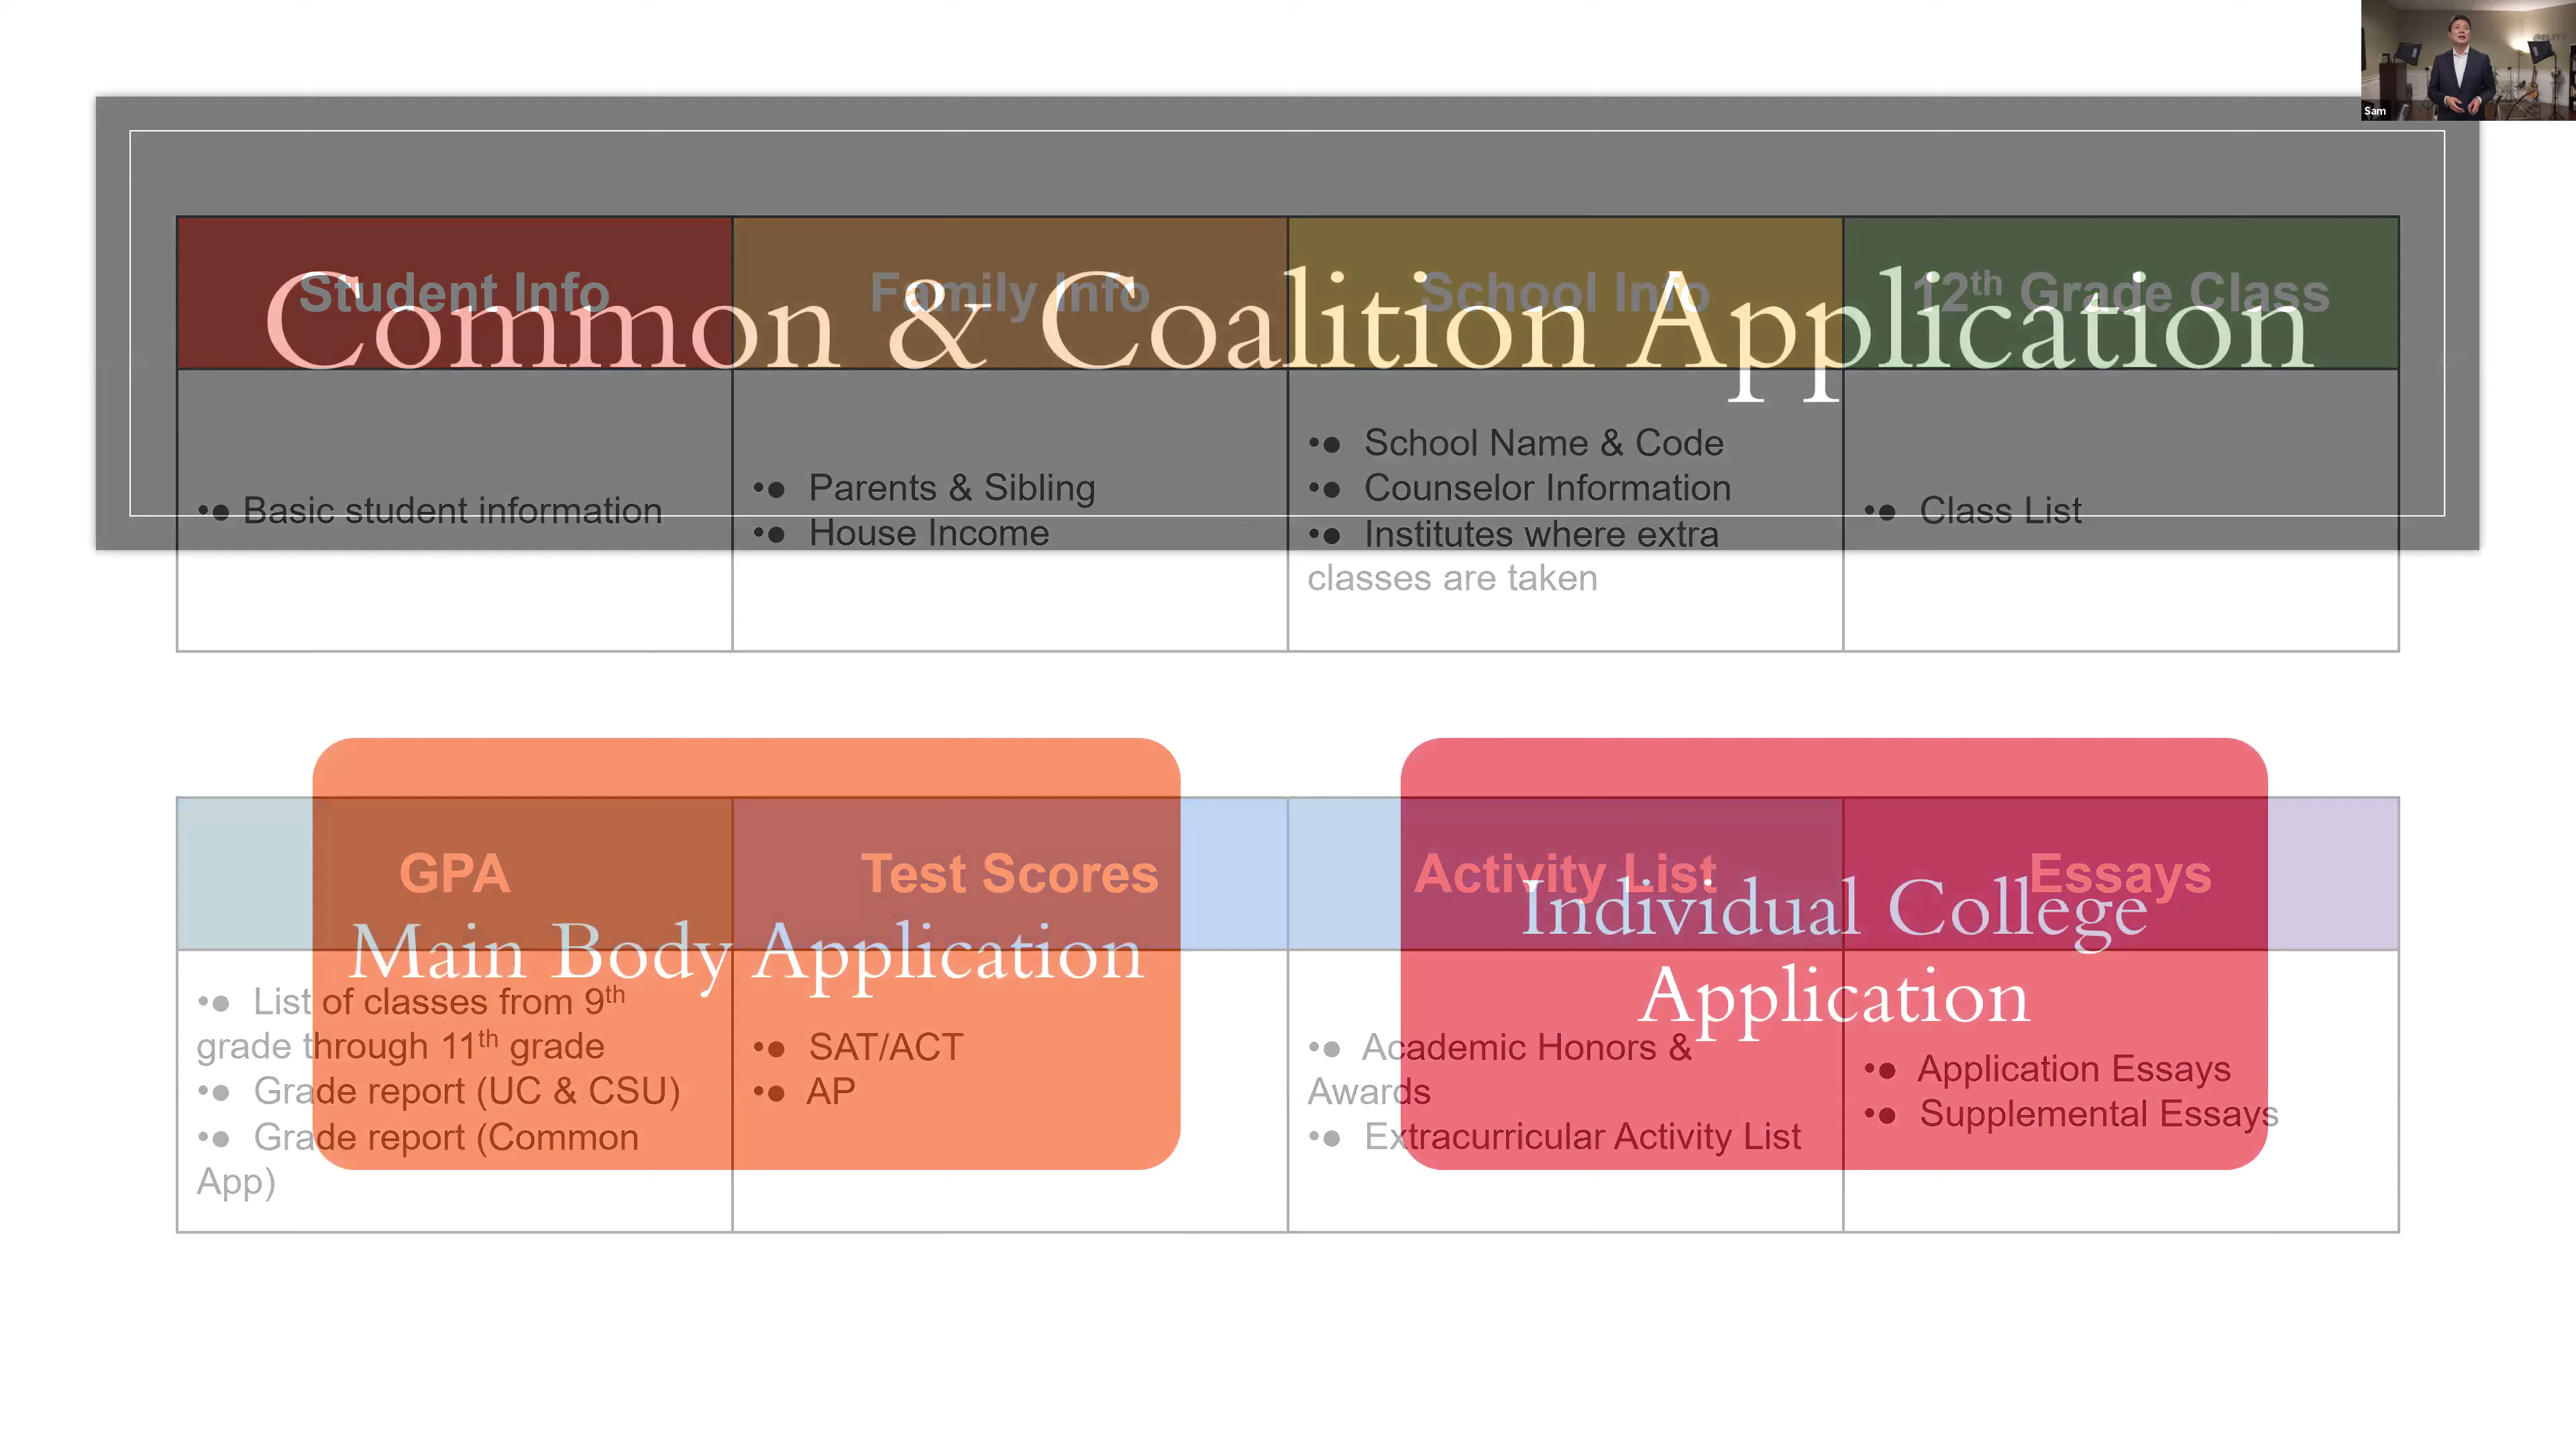 Sam
Common & Coalition Application
Student Info
Family Info
School Info
12th Grade Class
•● Basic student information
•● Parents & Sibling
•● House Income
•● School Name & Code
•● Counselor Information
•● Institutes where extra
classes are taken
•● Class List
Main Body Application
Individual College
Application
GPA
Test Scores
Activity List
Essays
•● List of classes from 9th
grade through 11th grade
•● Grade report (UC & CSU)
•● Grade report (Common
App)
•● SAT/ACT
•● AP
•● Academic Honors &
Awards
•● Extracurricular Activity List
•● Application Essays
•● Supplemental Essays